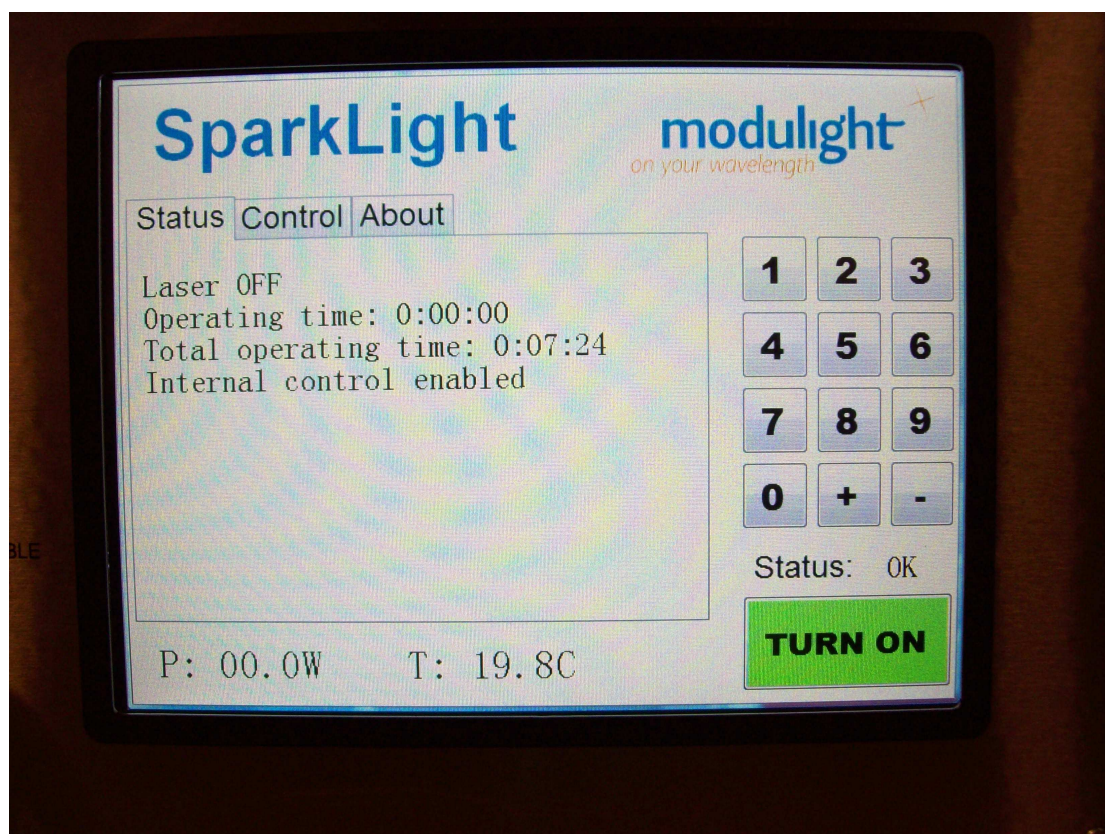 SparkLight
modulight
on your wavelength
Status Control About
Laser OFF
Operating time: 0:00:00
Total operating time: 0:07:24
Internal control enabled
1 2 3
4 5 6
7 8 9
0 + -
Status: OK
TURN ON
P: 00.0W T: 19.8C